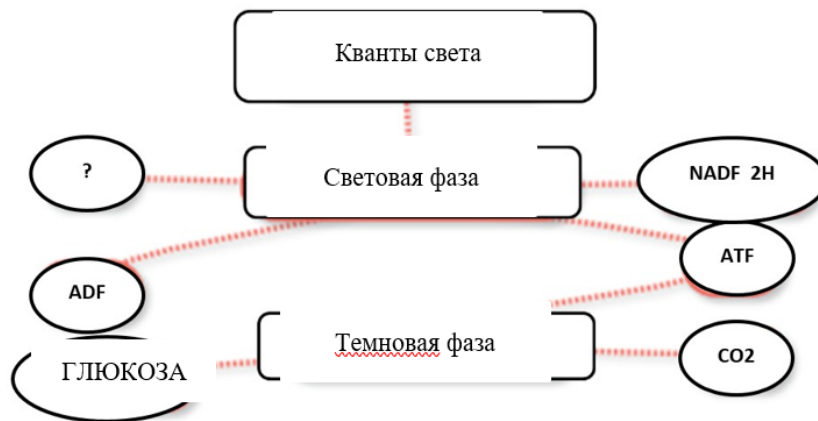 Кванты света
?
Световая фаза
NADF 2H
ADF
ATF
ГЛЮКОЗА
Темновая фаза
CO2